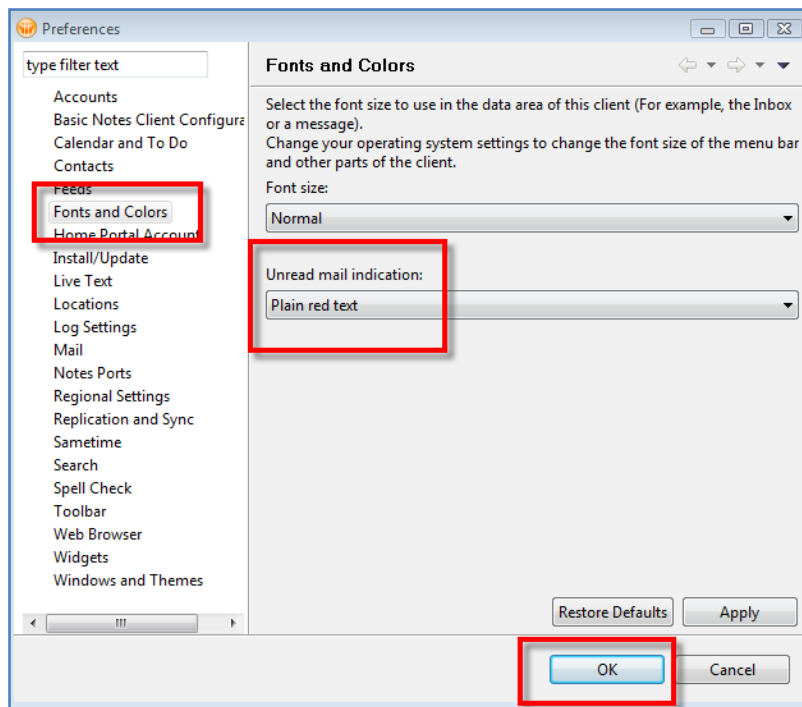 Preferences
type filter text
Accounts
Basic Notes Client Configura
Calendar and To Do
Contacts
Feeds
Fonts and Colors
Home Portal Account
Install/Update
Live Text
Locations
Log Settings
Mail
Notes Ports
Regional Settings
Replication and Sync
Sametime
Search
Spell Check
Toolbar
Web Browser
Widgets
Windows and Themes
Fonts and Colors
Select the font size to use in the data area of this client (For example, the Inbox
or a message).
Change your operating system settings to change the font size of the menu bar
and other parts of the client.
Font size:
Normal
Unread mail indication:
Plain red text
Restore Defaults
Apply
OK
Cancel